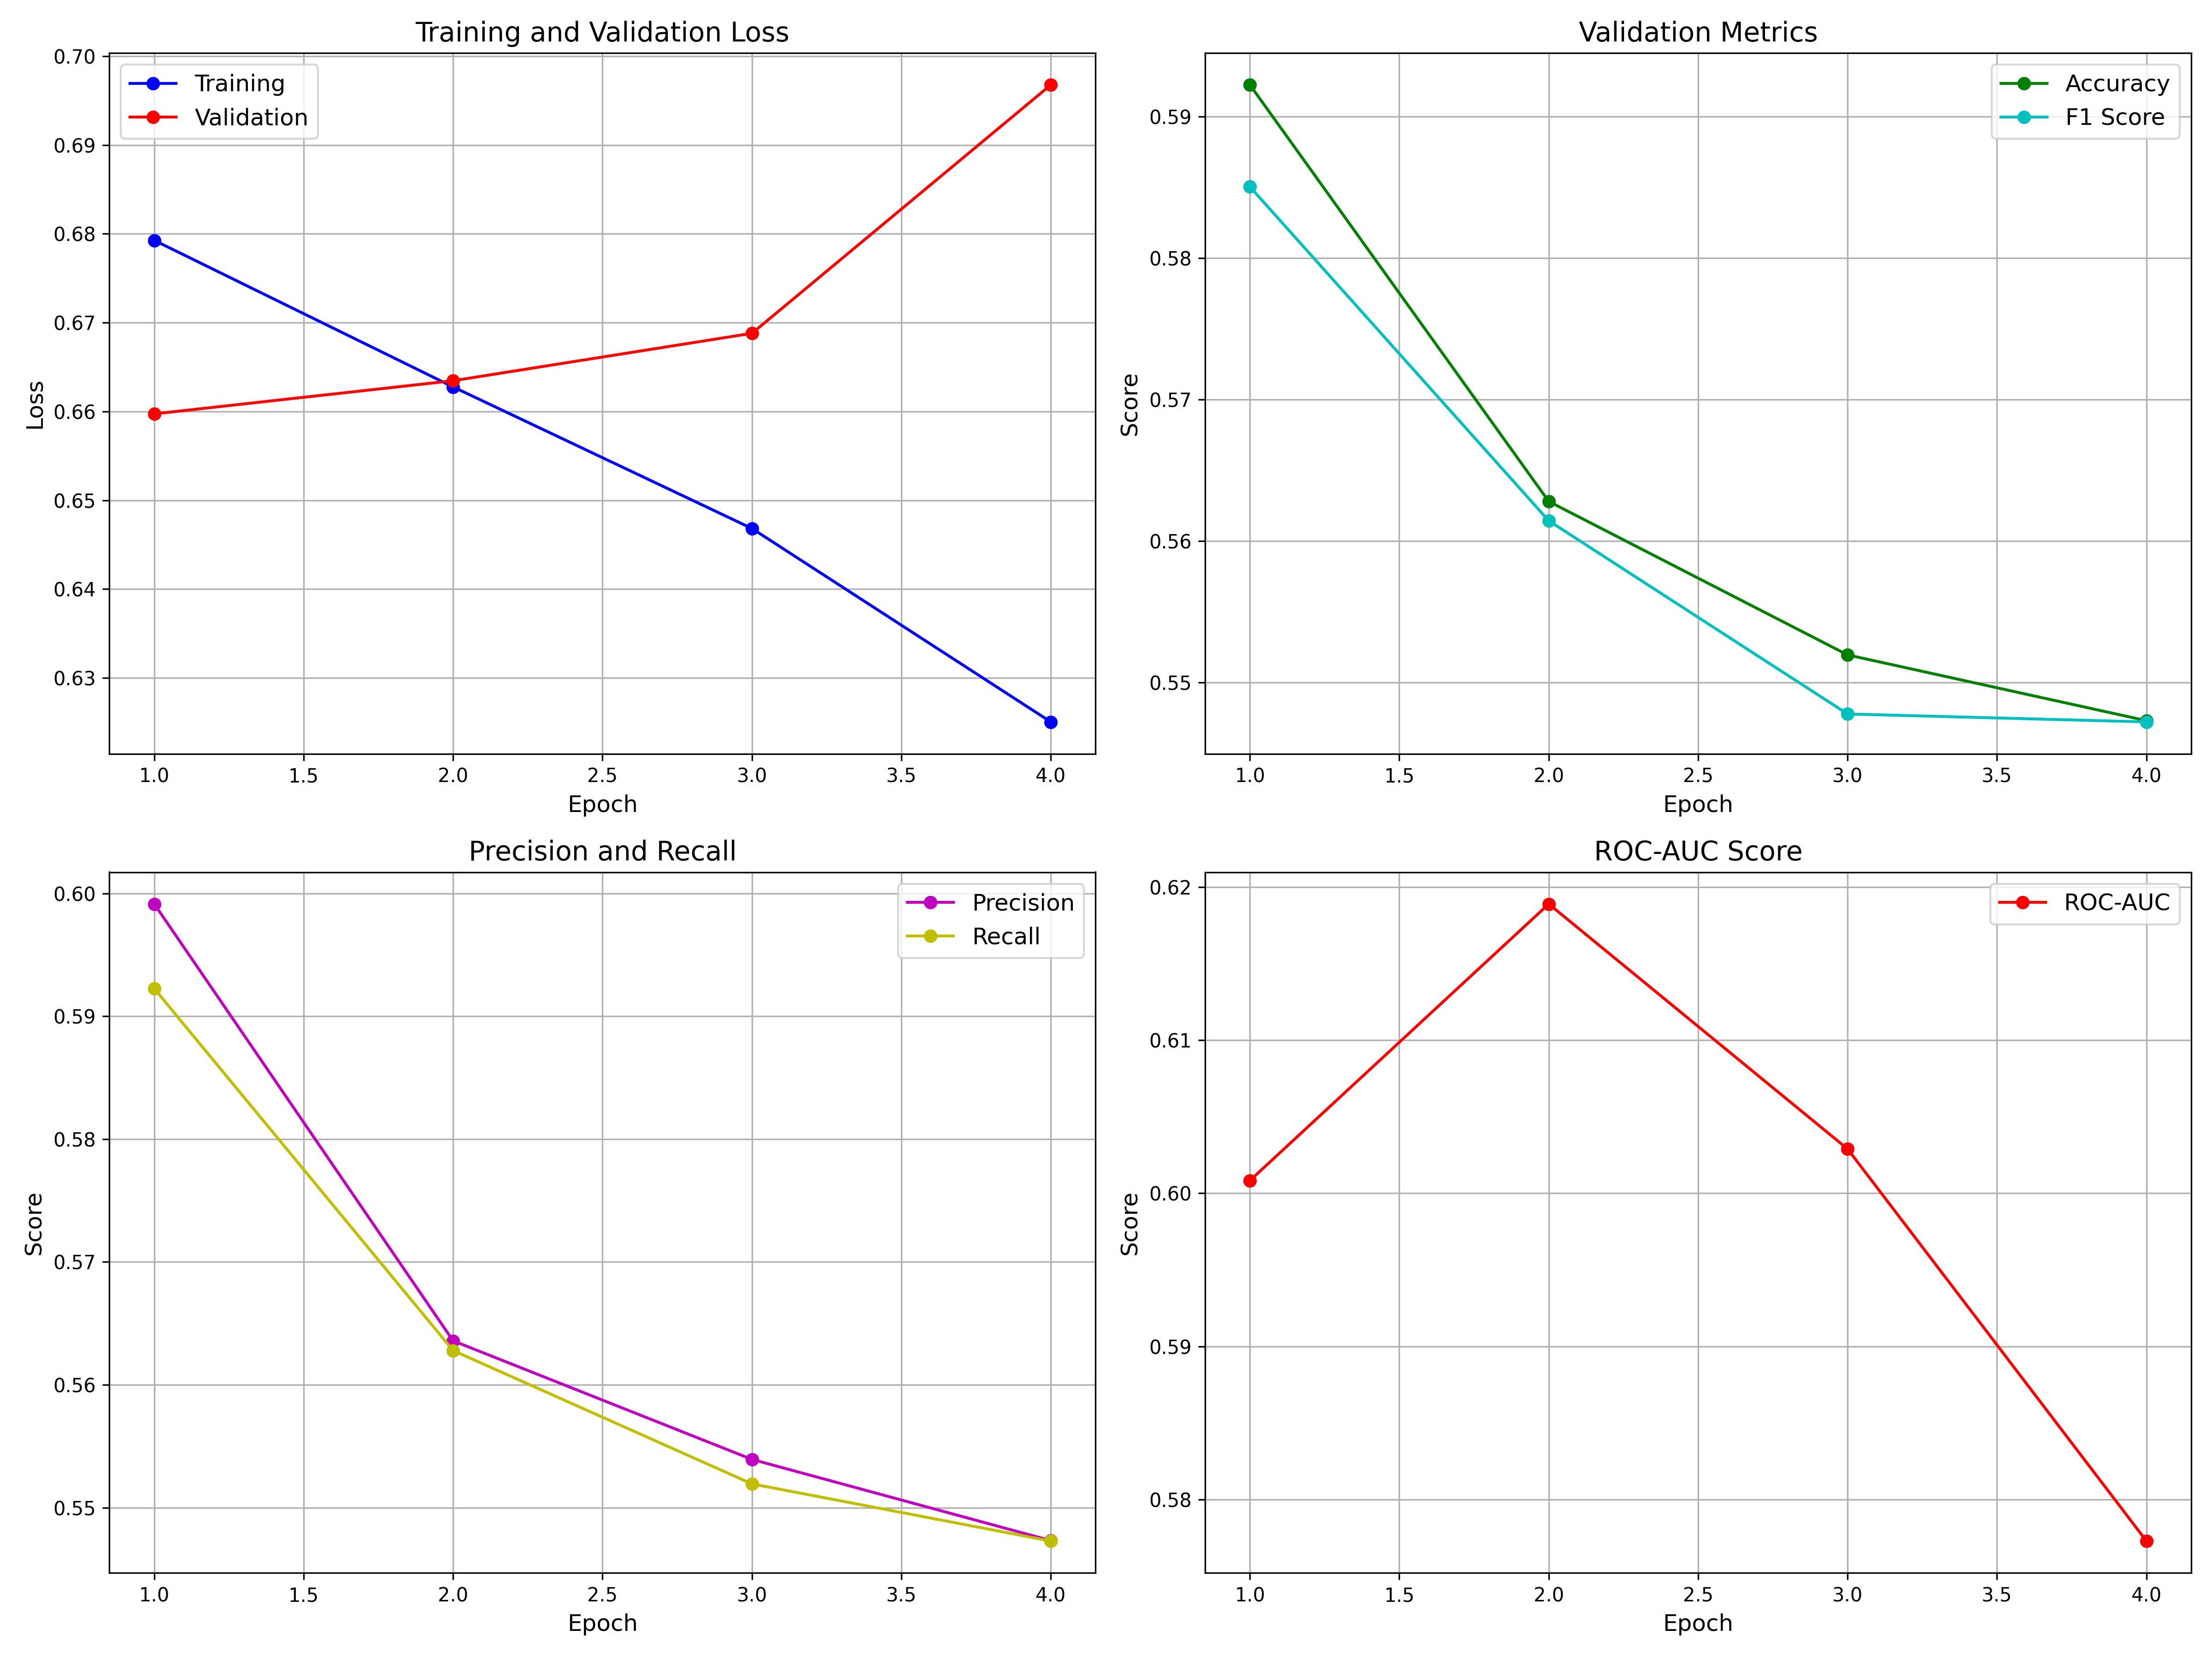 Training and Validation Loss
0.70
0.69
0.68
0.67
0.66
0.65
0.64
0.63
Loss
Training
Validation
1.0 1.5 2.0 2.5 3.0 3.5 4.0
Epoch
Validation Metrics
0.59
0.58
0.57
0.56
0.55
Score
Accuracy
F1 Score
1.0 1.5 2.0 2.5 3.0 3.5 4.0
Epoch
Precision and Recall
0.60
0.59
0.58
0.57
0.56
0.55
Score
Precision
Recall
1.0 1.5 2.0 2.5 3.0 3.5 4.0
Epoch
ROC-AUC Score
0.62
0.61
0.60
0.59
0.58
Score
ROC-AUC
1.0 1.5 2.0 2.5 3.0 3.5 4.0
Epoch